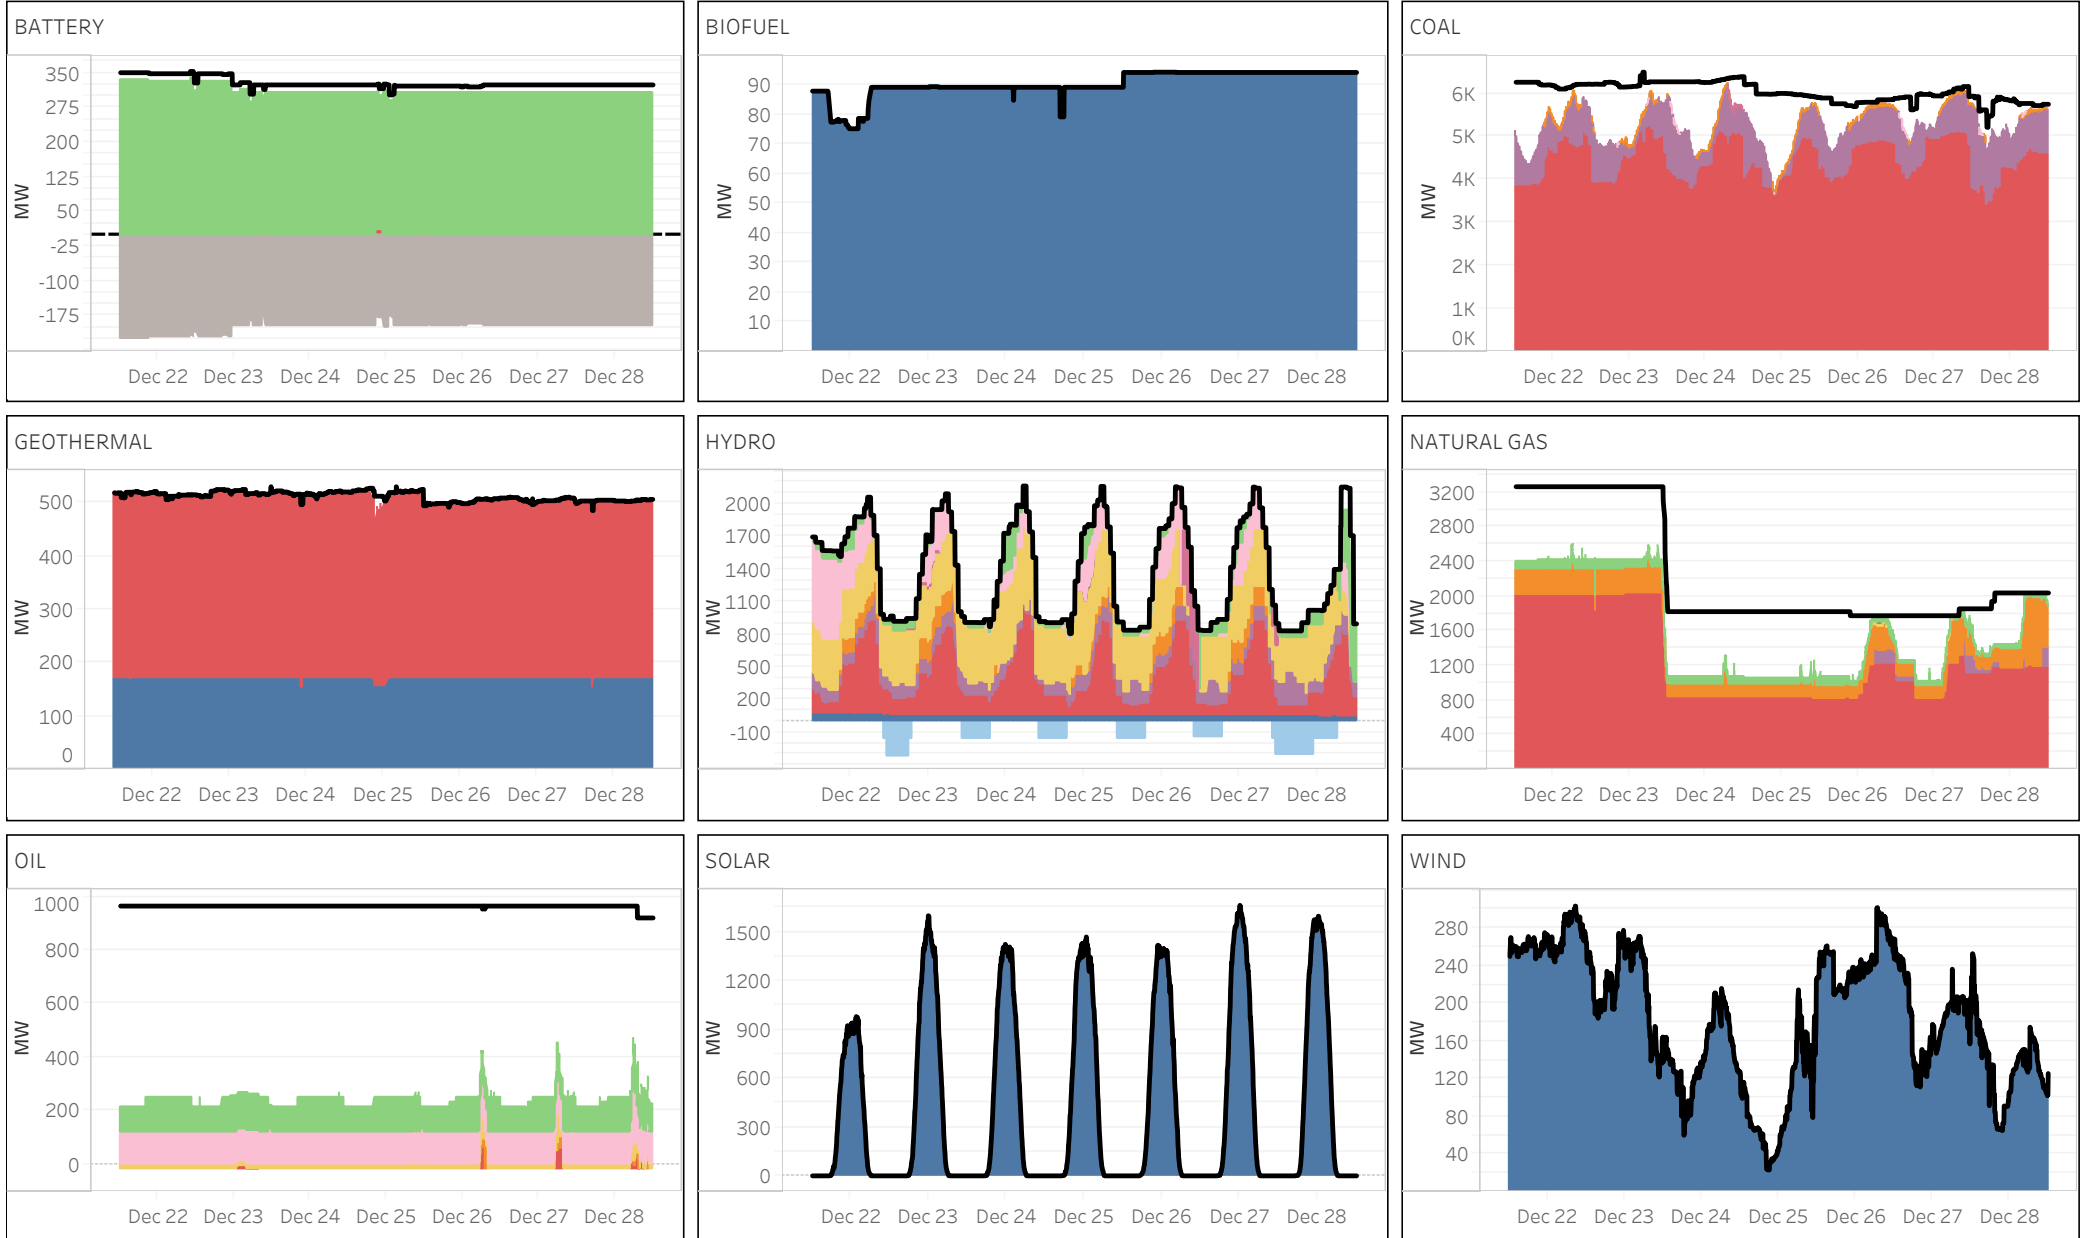 BATTERY
350
275
200
125
50
-25
-100
-175
MW
Dec 22 Dec 23 Dec 24 Dec 25 Dec 26 Dec 27 Dec 28
BIOFUEL
90
80
70
60
50
40
30
20
10
MW
Dec 22 Dec 23 Dec 24 Dec 25 Dec 26 Dec 27 Dec 28
COAL
6K
5K
4K
3K
2K
1K
0K
MW
Dec 22 Dec 23 Dec 24 Dec 25 Dec 26 Dec 27 Dec 28
GEOTHERMAL
500
400
300
200
100
0
MW
Dec 22 Dec 23 Dec 24 Dec 25 Dec 26 Dec 27 Dec 28
HYDRO
2000
1700
1400
1100
800
500
200
-100
MW
Dec 22 Dec 23 Dec 24 Dec 25 Dec 26 Dec 27 Dec 28
NATURAL GAS
3200
2800
2400
2000
1600
1200
800
400
MW
Dec 22 Dec 23 Dec 24 Dec 25 Dec 26 Dec 27 Dec 28
OIL
1000
800
600
400
200
0
MW
Dec 22 Dec 23 Dec 24 Dec 25 Dec 26 Dec 27 Dec 28
SOLAR
1500
1200
900
600
300
0
MW
Dec 22 Dec 23 Dec 24 Dec 25 Dec 26 Dec 27 Dec 28
WIND
280
240
200
160
120
80
40
MW
Dec 22 Dec 23 Dec 24 Dec 25 Dec 26 Dec 27 Dec 28